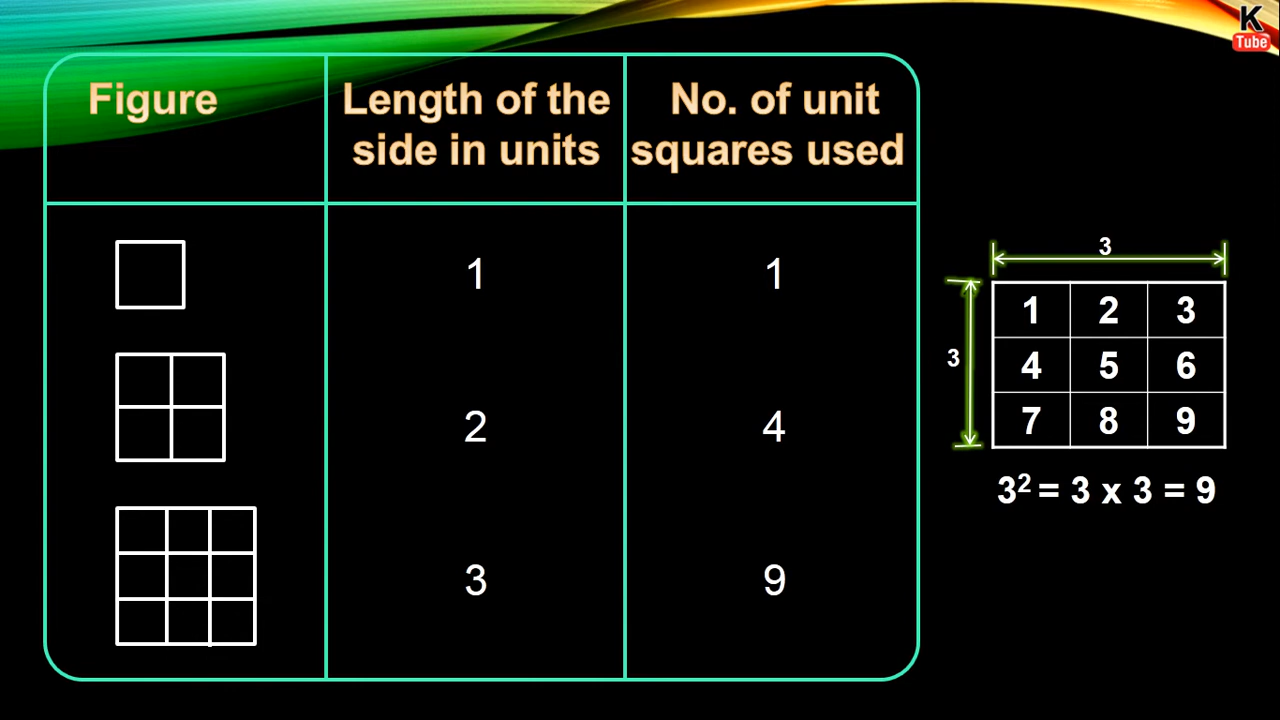 K
Tube
Figure
Length of the
side in units
No. of unit
squares used
1 1
2 4
3 9
3
3
1 2 3
4 5 6
7 8 9
3² = 3 x 3 = 9